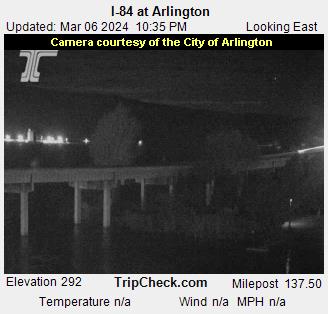 I-84 at Arlington
Updated: Mar 06 2024 10:35 PM Looking East
Camera courtesy of the City of Arlington
Elevation 292 TripCheck.com Milepost 137.50
Temperature n/a Wind n/a MPH n/a